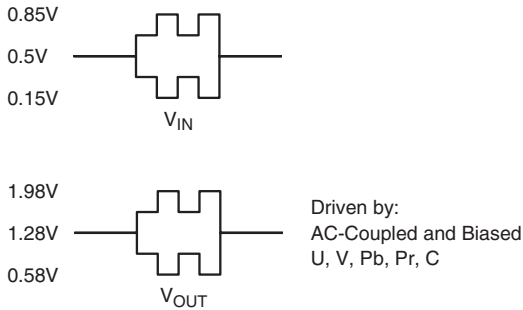 0.85V
0.5V
0.15V
VIN
1.98V
1.28V
0.58V
VOUT
Driven by:
AC-Coupled and Biased
U, V, Pb, Pr, C